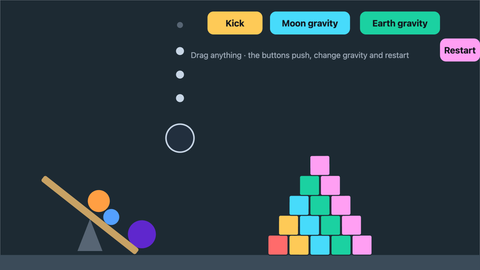 Kick
Moon gravity
Earth gravity
Restart
Drag anything · the buttons push, change gravity and restart